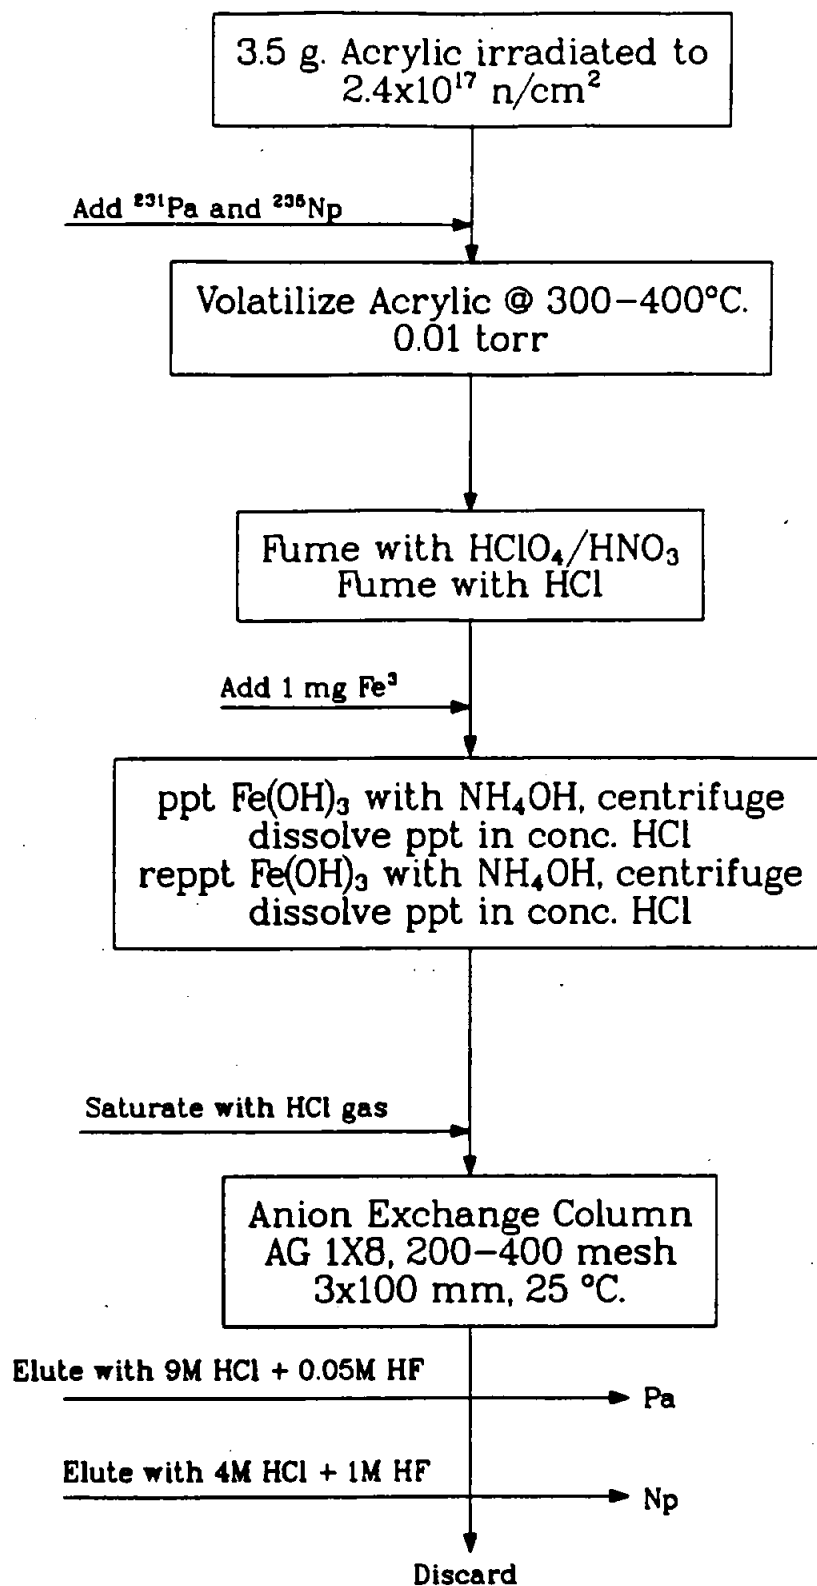 3.5 g. Acrylic irradiated to
2.4x10¹⁷ n/cm²
Add ²³¹Pa and ²³⁵Np
Volatilize Acrylic @ 300–400°C.
0.01 torr
Fume with HClO₄/HNO₃
Fume with HCl
Add 1 mg Fe³
ppt Fe(OH)₃ with NH₄OH, centrifuge
dissolve ppt in conc. HCl
reppt Fe(OH)₃ with NH₄OH, centrifuge
dissolve ppt in conc. HCl
Saturate with HCl gas
Anion Exchange Column
AG 1X8, 200–400 mesh
3x100 mm, 25 °C.
Elute with 9M HCl + 0.05M HF
Pa
Elute with 4M HCl + 1M HF
Np
Discard